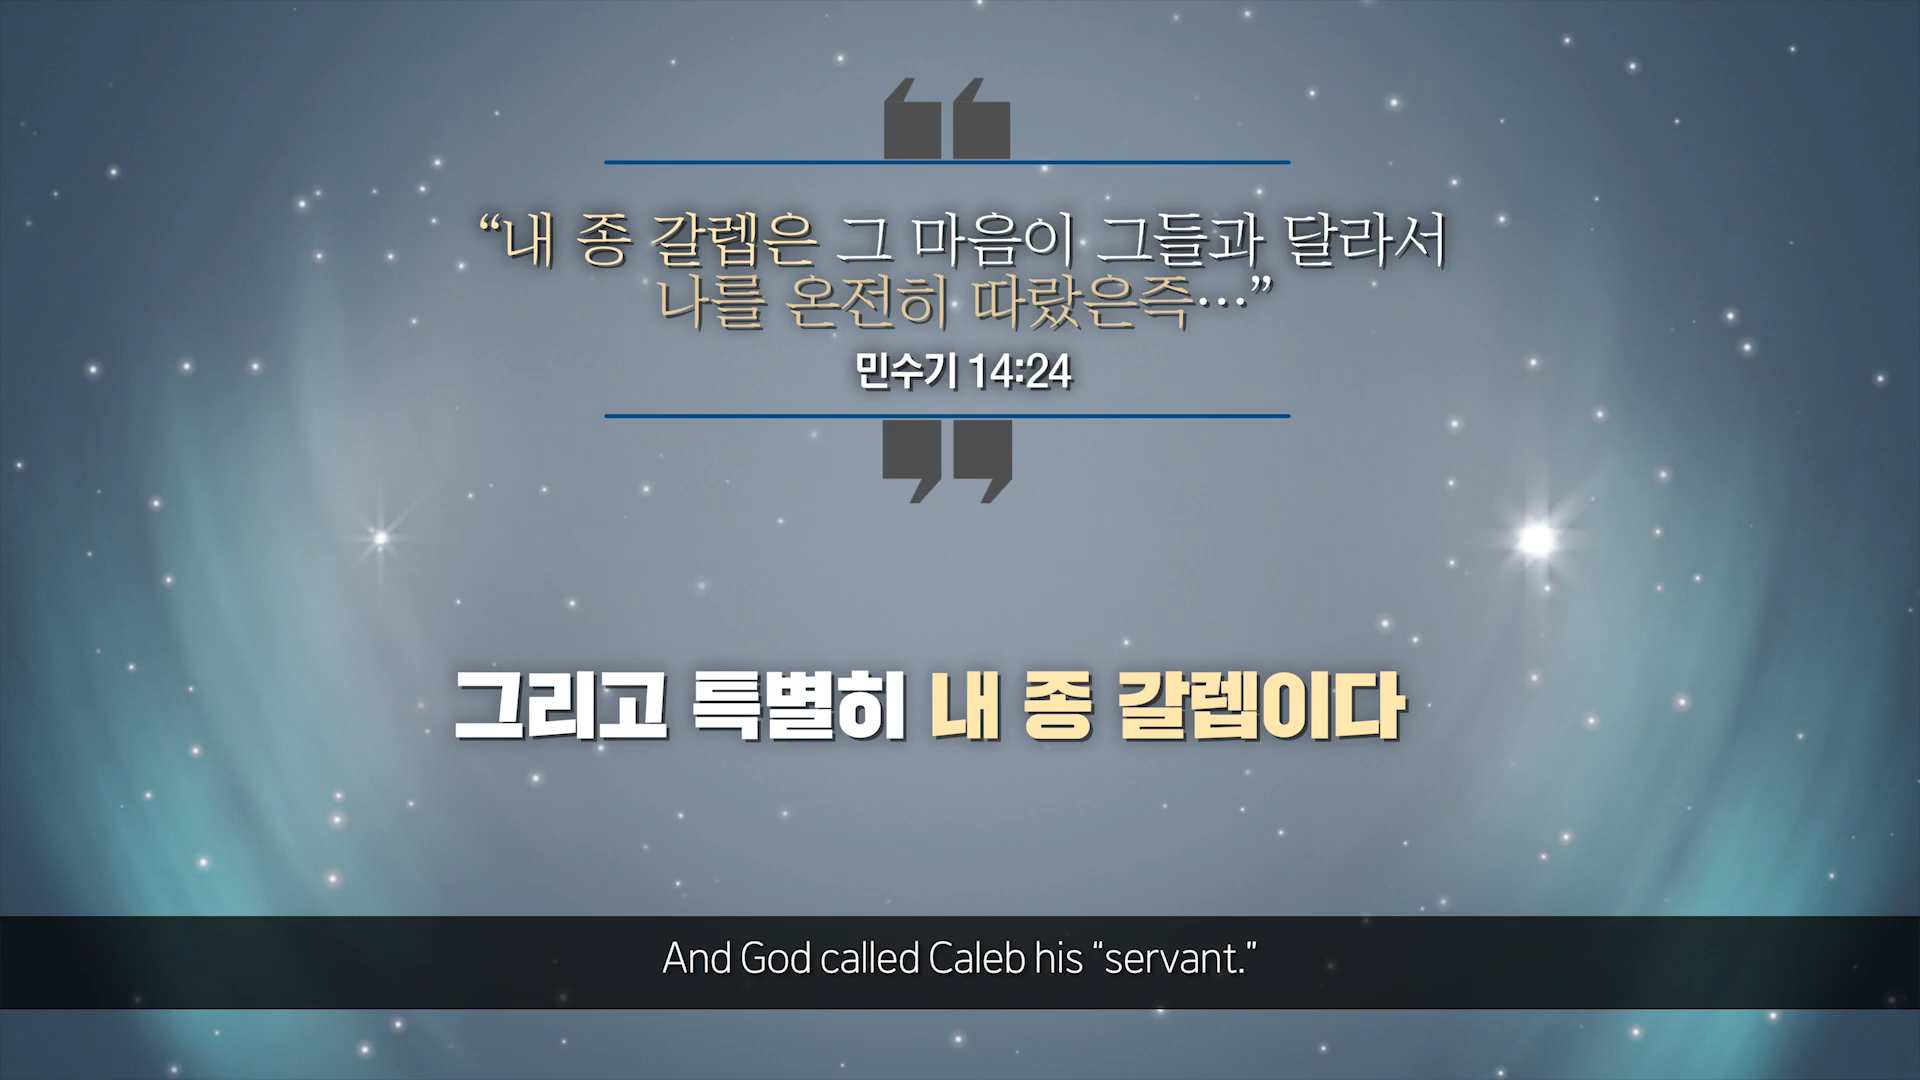 “내 종 갈렙은 그 마음이 그들과 달라서
나를 온전히 따랐은즉…”
민수기 14:24
그리고 특별히 내 종 갈렙이다
And God called Caleb his “servant.”